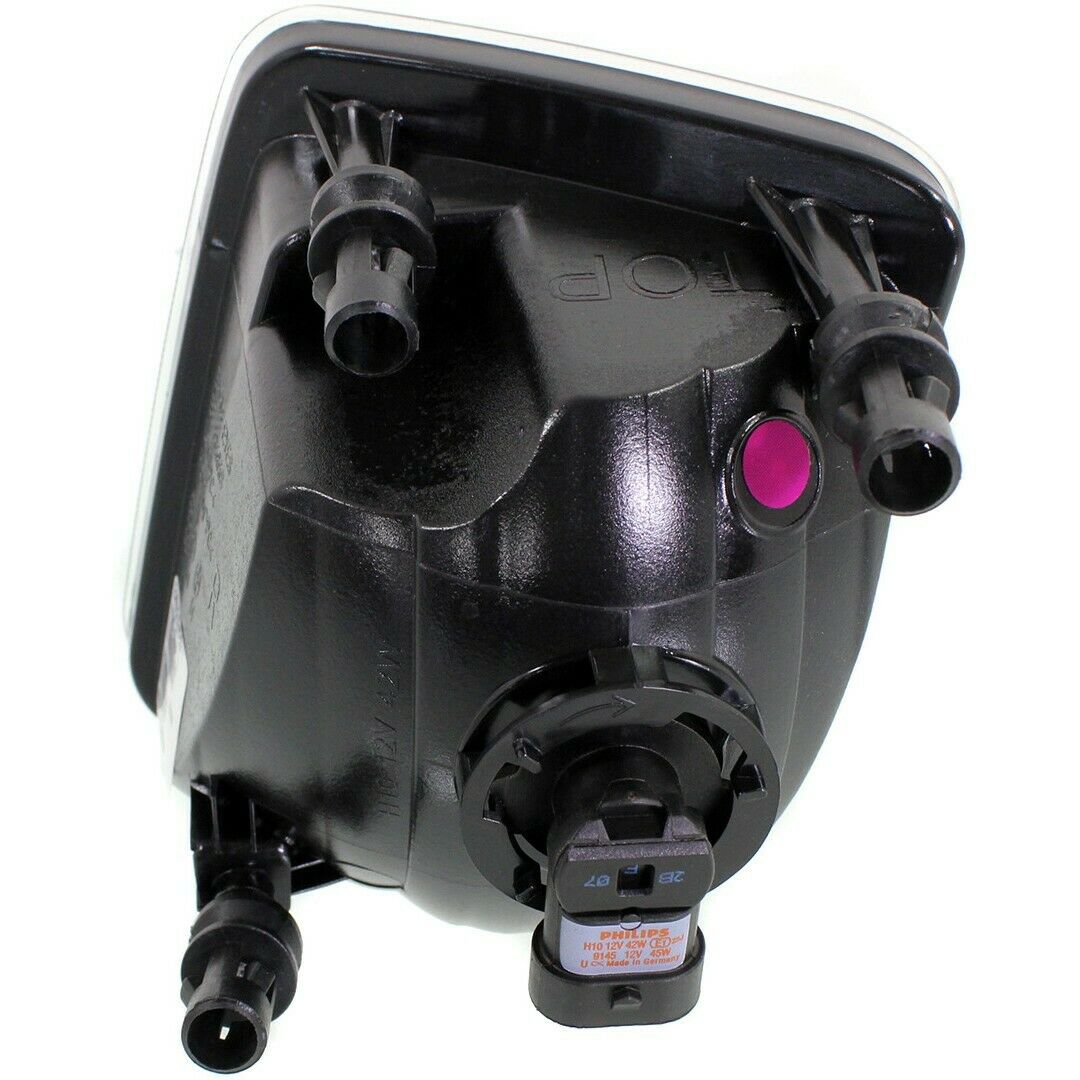 TOP
H10 12V 42W
2B
F 07
PHILIPS
H10 12V 42W E1
9145 12V 45W
U Made in Germany